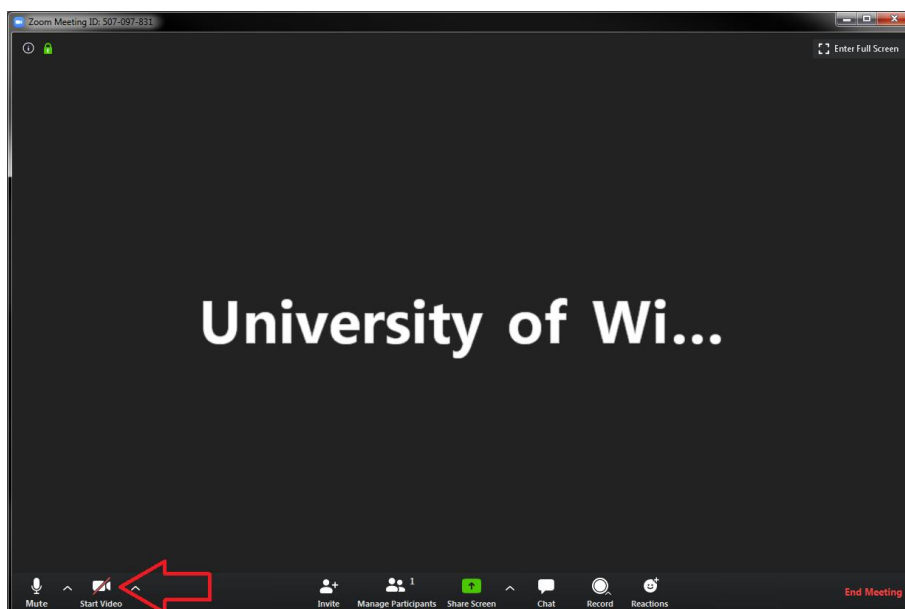 Zoom Meeting ID: 507-097-831
Enter Full Screen
University of Wi...
1
Mute Start Video Invite Manage Participants Share Screen Chat Record Reactions End Meeting